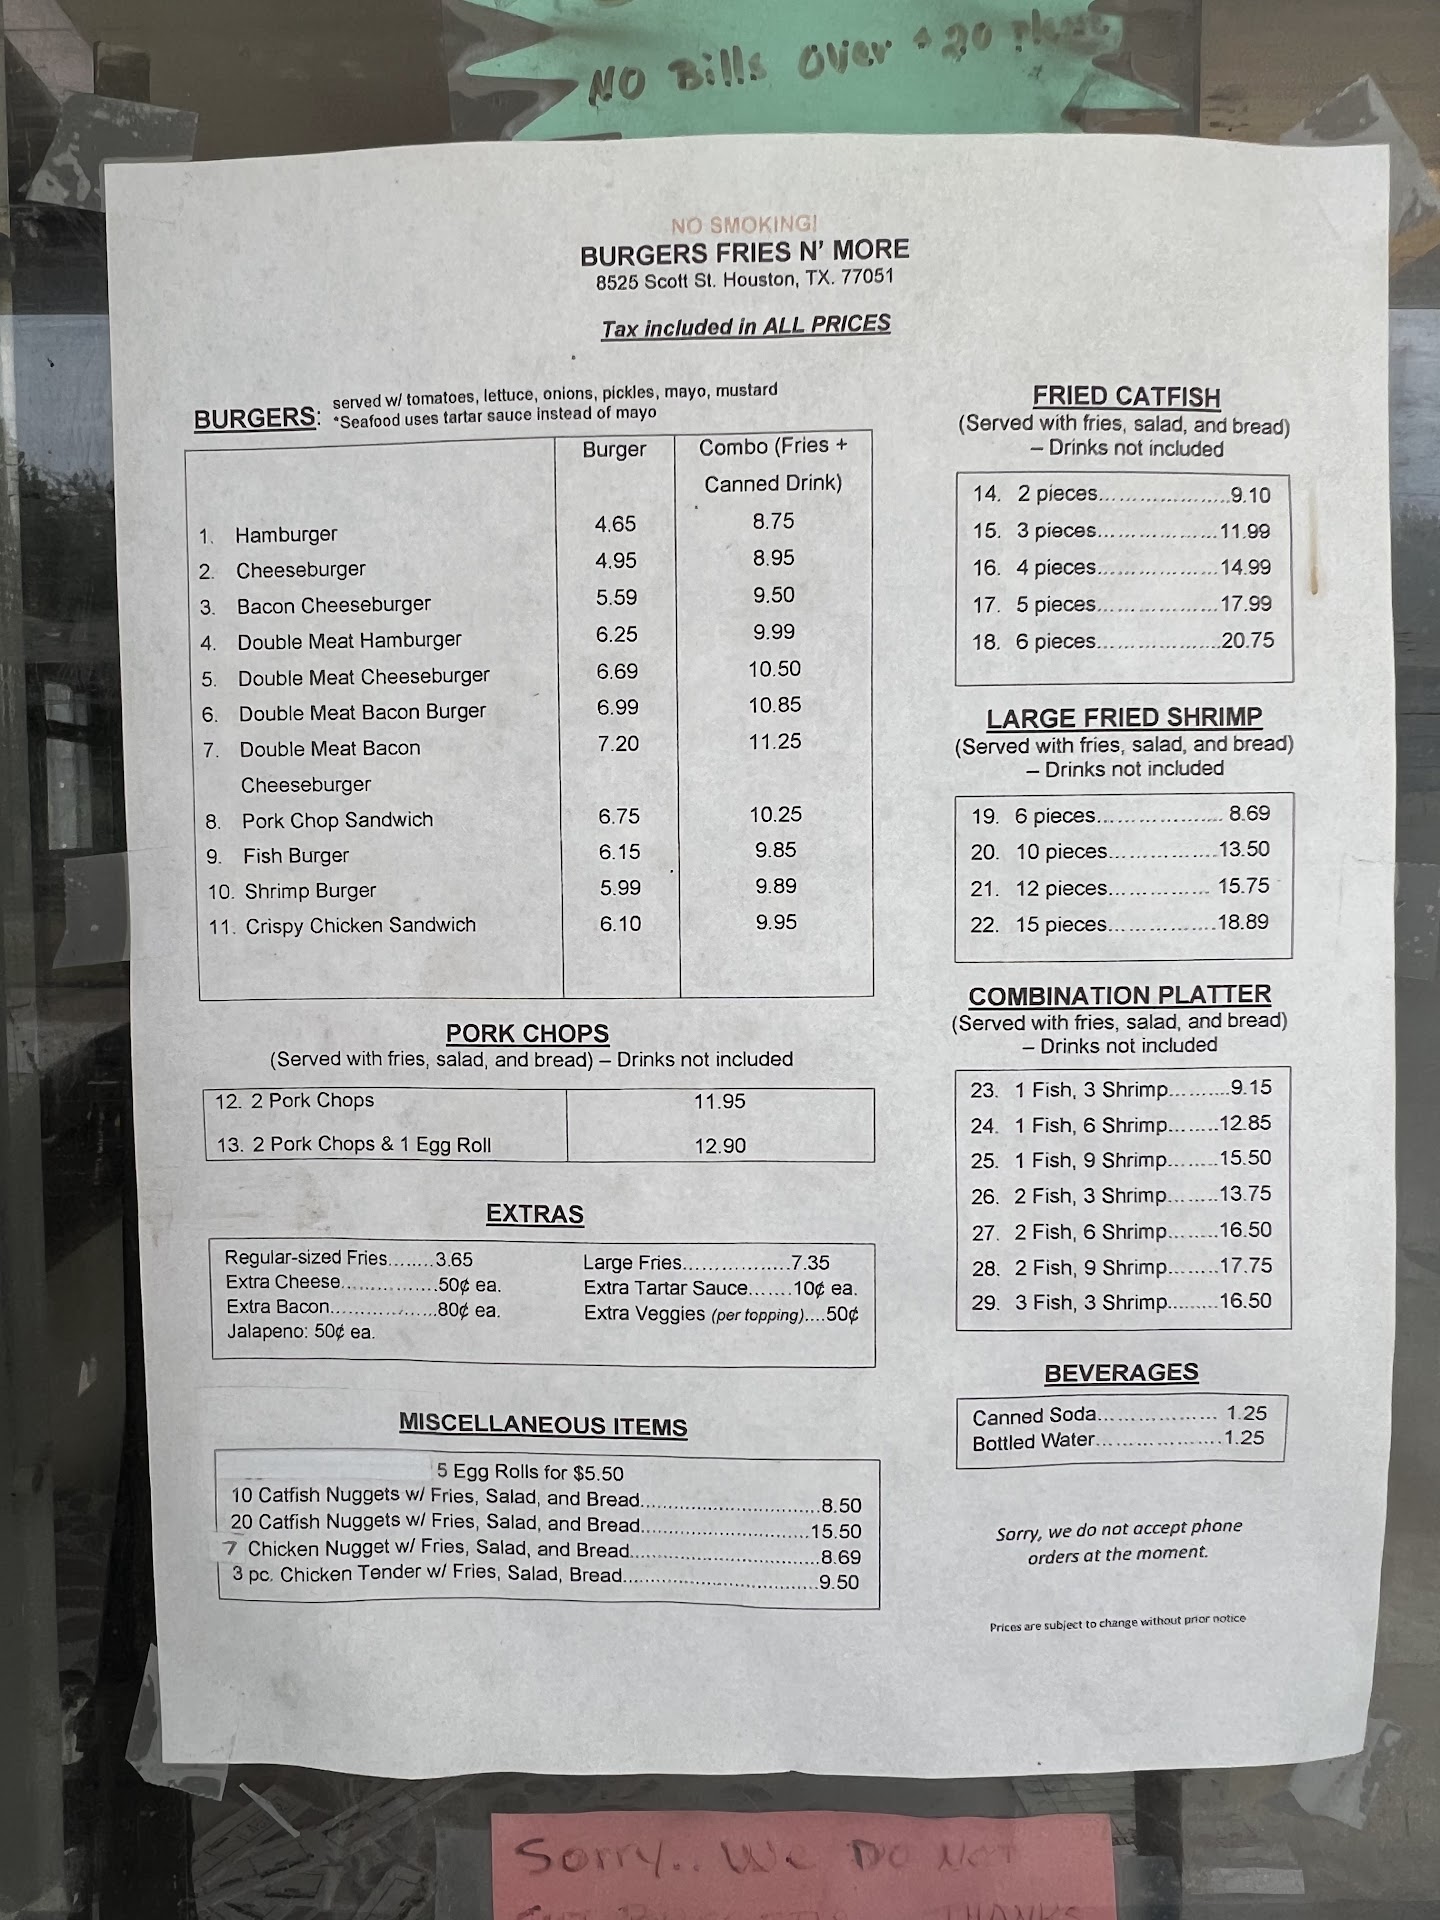 NO Bills Over $20 Please
NO SMOKING!
BURGERS FRIES N' MORE
8525 Scott St. Houston, TX. 77051
Tax included in ALL PRICES
BURGERS: served w/ tomatoes, lettuce, onions, pickles, mayo, mustard
*Seafood uses tartar sauce instead of mayo
Burger Combo (Fries +
Canned Drink)
1. Hamburger 4.65 8.75
2. Cheeseburger 4.95 8.95
3. Bacon Cheeseburger 5.59 9.50
4. Double Meat Hamburger 6.25 9.99
5. Double Meat Cheeseburger 6.69 10.50
6. Double Meat Bacon Burger 6.99 10.85
7. Double Meat Bacon 7.20 11.25
Cheeseburger
8. Pork Chop Sandwich 6.75 10.25
9. Fish Burger 6.15 9.85
10. Shrimp Burger 5.99 9.89
11. Crispy Chicken Sandwich 6.10 9.95
PORK CHOPS
(Served with fries, salad, and bread) – Drinks not included
12. 2 Pork Chops 11.95
13. 2 Pork Chops & 1 Egg Roll 12.90
EXTRAS
Regular-sized Fries........3.65 Large Fries..................7.35
Extra Cheese................50¢ ea. Extra Tartar Sauce.......10¢ ea.
Extra Bacon..................80¢ ea. Extra Veggies (per topping)....50¢
Jalapeno: 50¢ ea.
MISCELLANEOUS ITEMS
5 Egg Rolls for $5.50
10 Catfish Nuggets w/ Fries, Salad, and Bread..............................8.50
20 Catfish Nuggets w/ Fries, Salad, and Bread............................15.50
7 Chicken Nugget w/ Fries, Salad, and Bread...............................8.69
3 pc. Chicken Tender w/ Fries, Salad, Bread................................9.50
FRIED CATFISH
(Served with fries, salad, and bread)
– Drinks not included
14. 2 pieces......................9.10
15. 3 pieces....................11.99
16. 4 pieces....................14.99
17. 5 pieces....................17.99
18. 6 pieces....................20.75
LARGE FRIED SHRIMP
(Served with fries, salad, and bread)
– Drinks not included
19. 6 pieces..................... 8.69
20. 10 pieces..................13.50
21. 12 pieces................ 15.75
22. 15 pieces..................18.89
COMBINATION PLATTER
(Served with fries, salad, and bread)
– Drinks not included
23. 1 Fish, 3 Shrimp..........9.15
24. 1 Fish, 6 Shrimp........12.85
25. 1 Fish, 9 Shrimp........15.50
26. 2 Fish, 3 Shrimp........13.75
27. 2 Fish, 6 Shrimp........16.50
28. 2 Fish, 9 Shrimp........17.75
29. 3 Fish, 3 Shrimp.........16.50
BEVERAGES
Canned Soda.................... 1.25
Bottled Water.....................1.25
Sorry, we do not accept phone
orders at the moment.
Prices are subject to change without prior notice
Sorry.. We DO NOT
THANKS